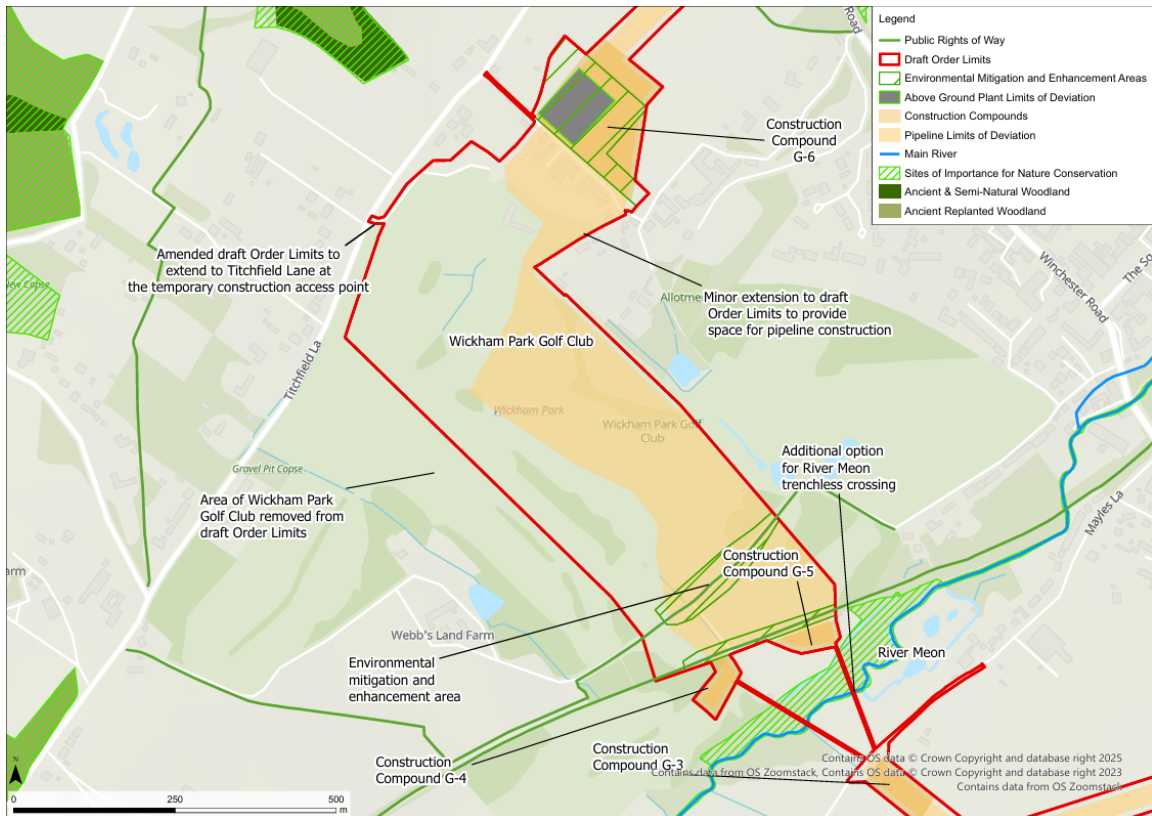 Road
Legend
Public Rights of Way
Draft Order Limits
Environmental Mitigation and Enhancement Areas
Above Ground Plant Limits of Deviation
Construction Compounds
Pipeline Limits of Deviation
Main River
Sites of Importance for Nature Conservation
Ancient & Semi-Natural Woodland
Ancient Replanted Woodland
Construction
Compound
G-6
Amended draft Order Limits to
extend to Titchfield Lane at
the temporary construction access point
New Copse
Winchester Road
The So
Allotme
Minor extension to draft
Order Limits to provide
space for pipeline construction
Wickham Park Golf Club
Titchfield La
Wickham Park
Wickham Park Golf
Club
Additional option
for River Meon
trenchless crossing
Gravel Pit Copse
Area of Wickham Park
Golf Club removed from
draft Order Limits
Mayles La
Construction
Compound G-5
arm
Webb's Land Farm
River Meon
Environmental
mitigation and
enhancement area
Construction
Compound G-4
Construction
Compound G-3
N
0
250
500
m
Contains OS data © Crown Copyright and database right 2025
Contains data from OS Zoomstack, Contains OS data © Crown Copyright and database right 2023
Contains data from OS Zoomstack